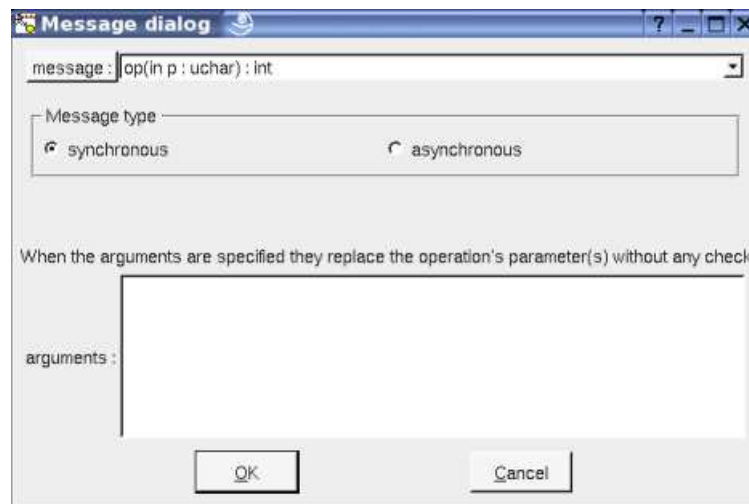 Message dialog
message : op(in p : uchar) : int
Message type
synchronous asynchronous
When the arguments are specified they replace the operation's parameter(s) without any check
arguments :
OK Cancel